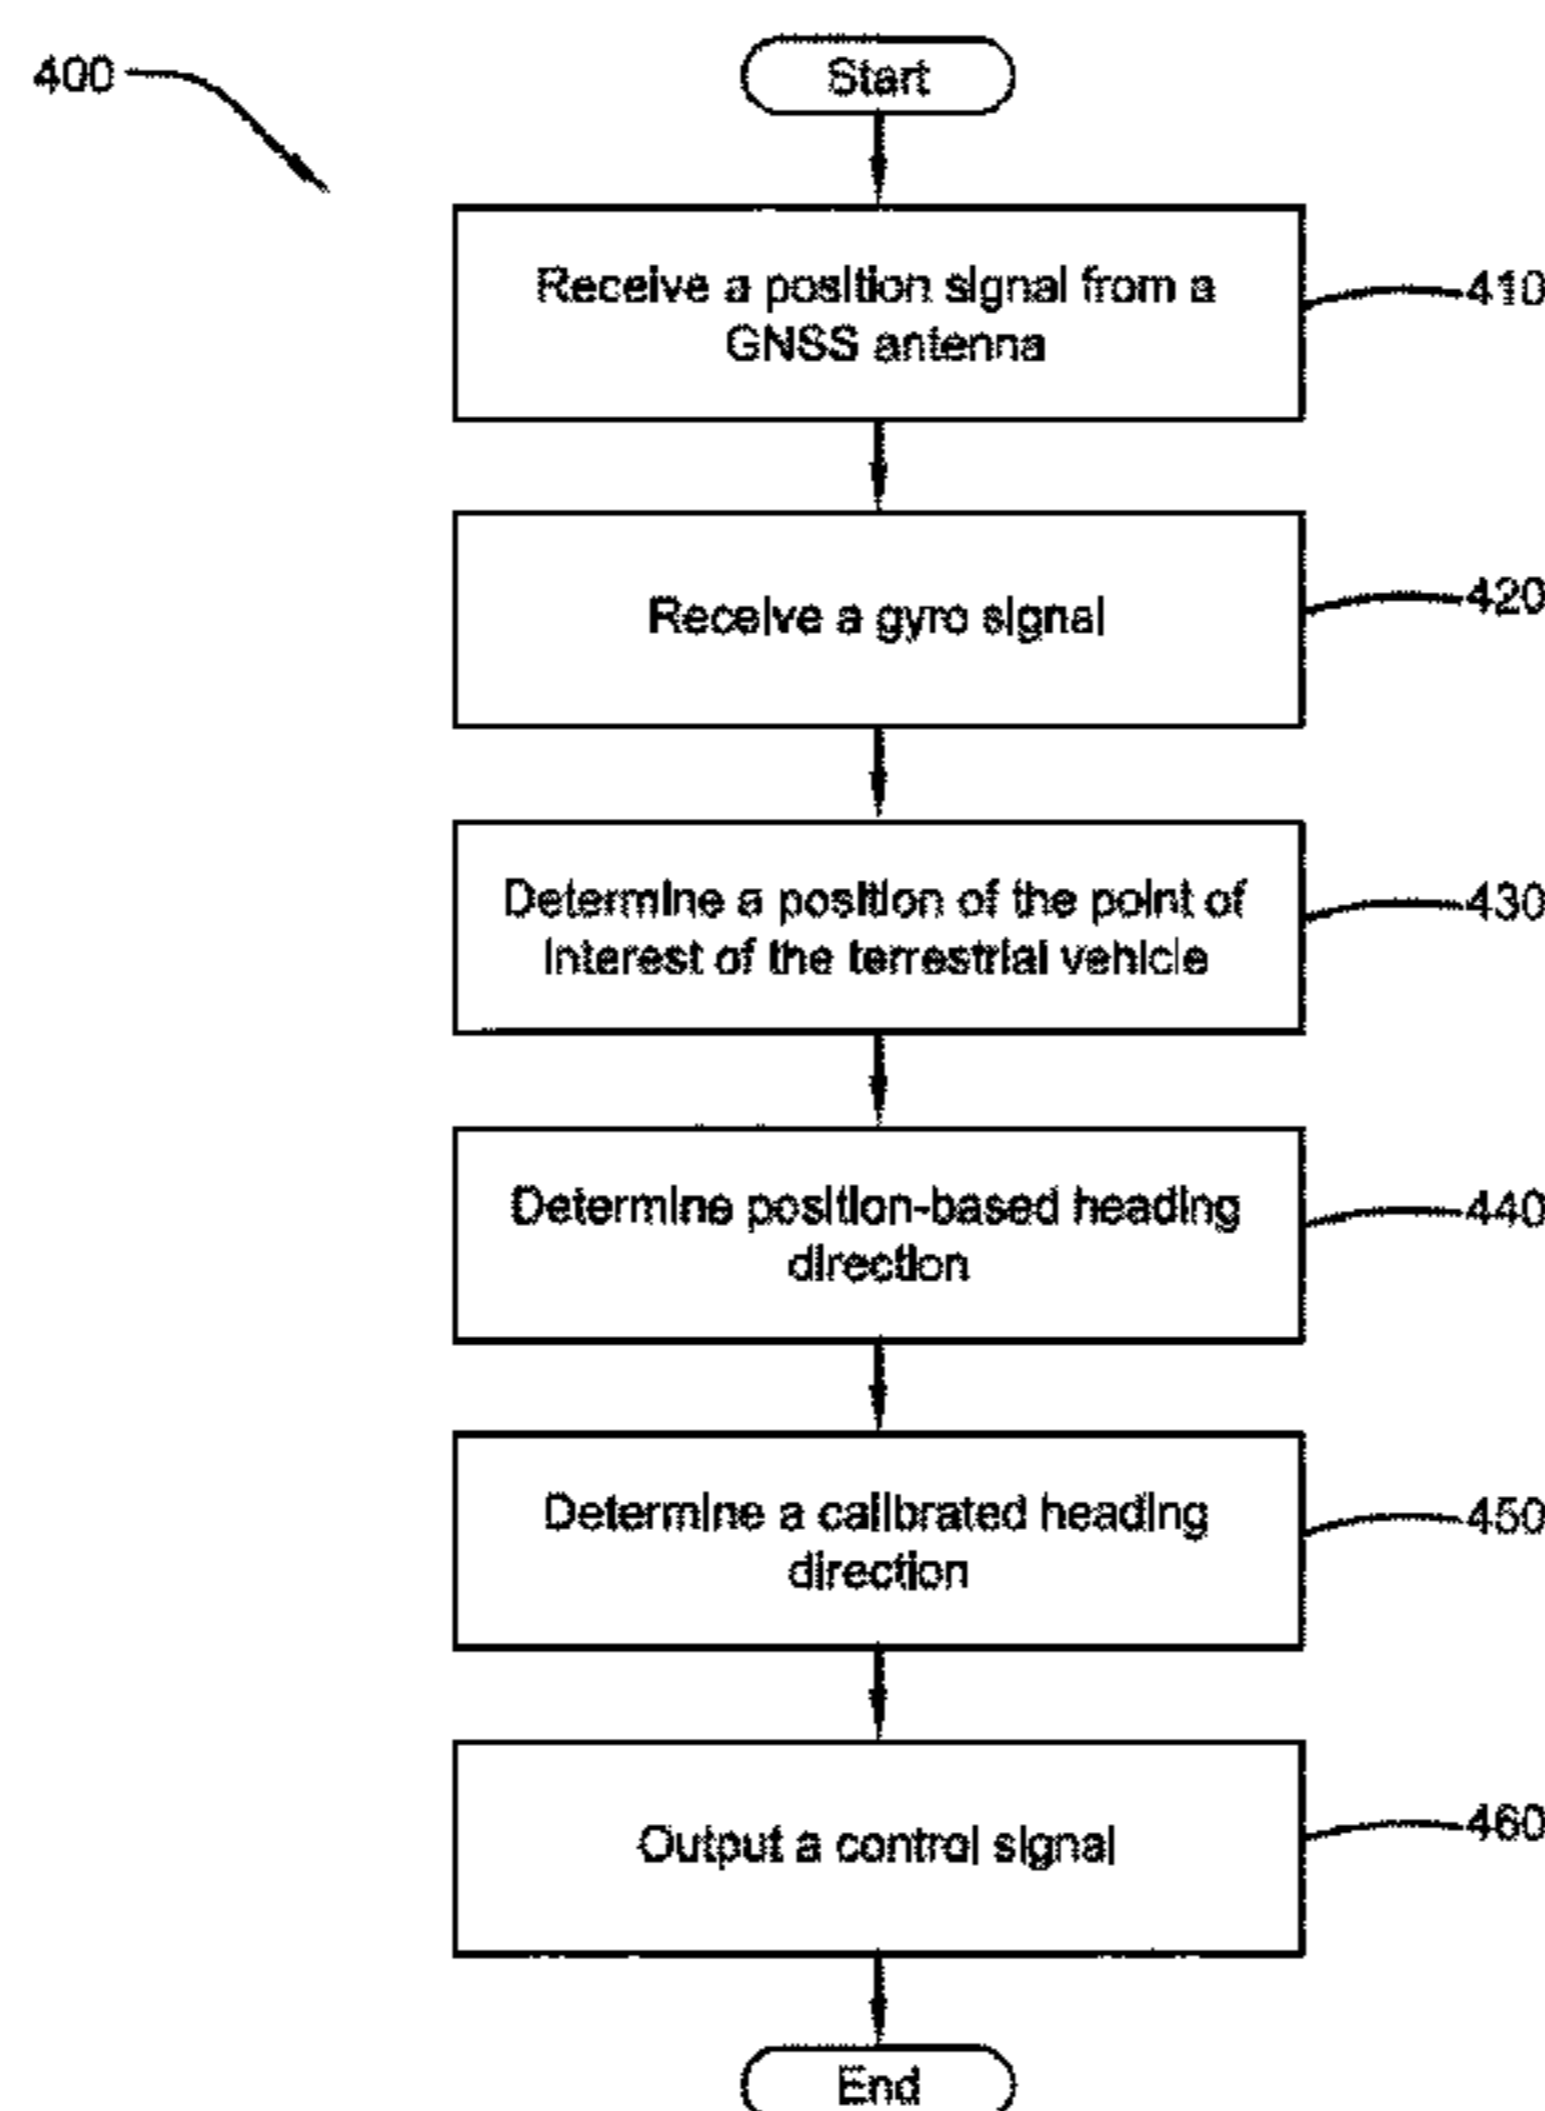 400
Start
Receive a position signal from a
GNSS antenna
410
Receive a gyro signal
420
Determine a position of the point of
interest of the terrestrial vehicle
430
Determine position-based heading
direction
440
Determine a calibrated heading
direction
450
Output a control signal
460
End